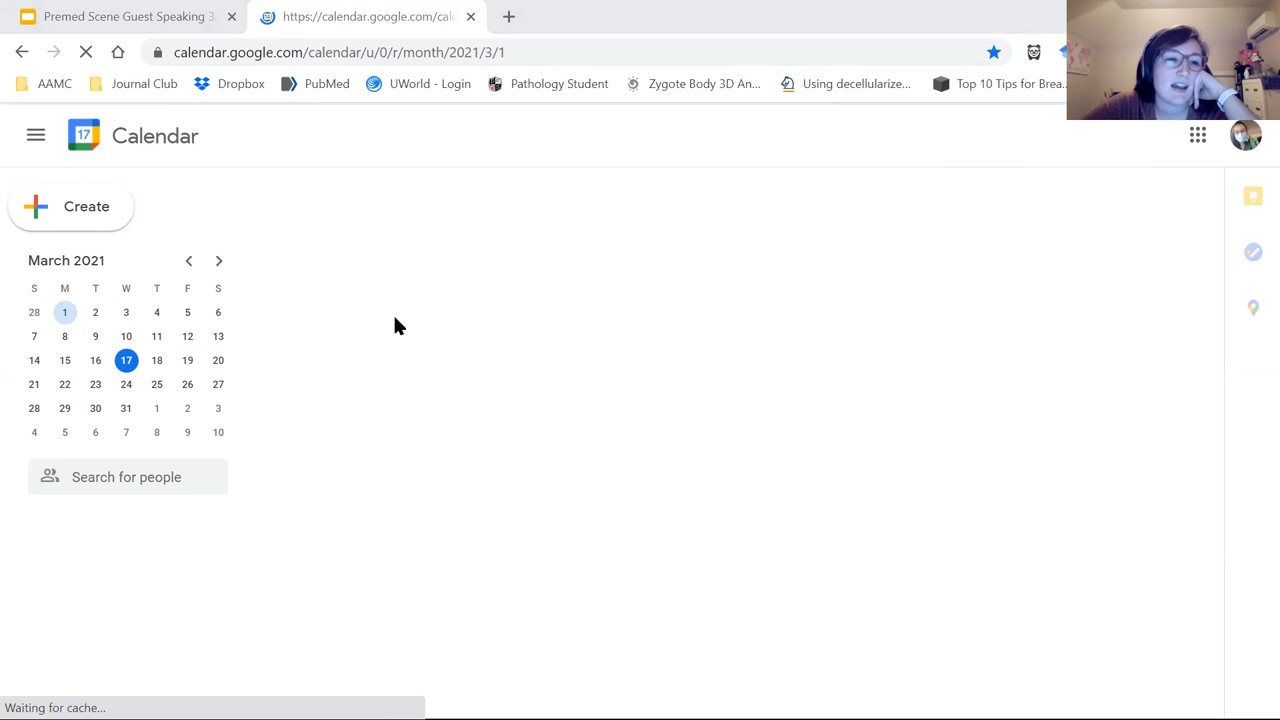 Premed Scene Guest Speaking 3
https://calendar.google.com/cale
calendar.google.com/calendar/u/0/r/month/2021/3/1
AAMC Journal Club Dropbox PubMed UWorld - Login Pathology Student Zygote Body 3D An... Using decellularize... Top 10 Tips for Brea...
17 Calendar
Create
March 2021
S M T W T F S
28 1 2 3 4 5 6
7 8 9 10 11 12 13
14 15 16 17 18 19 20
21 22 23 24 25 26 27
28 29 30 31 1 2 3
4 5 6 7 8 9 10
Search for people
Waiting for cache...